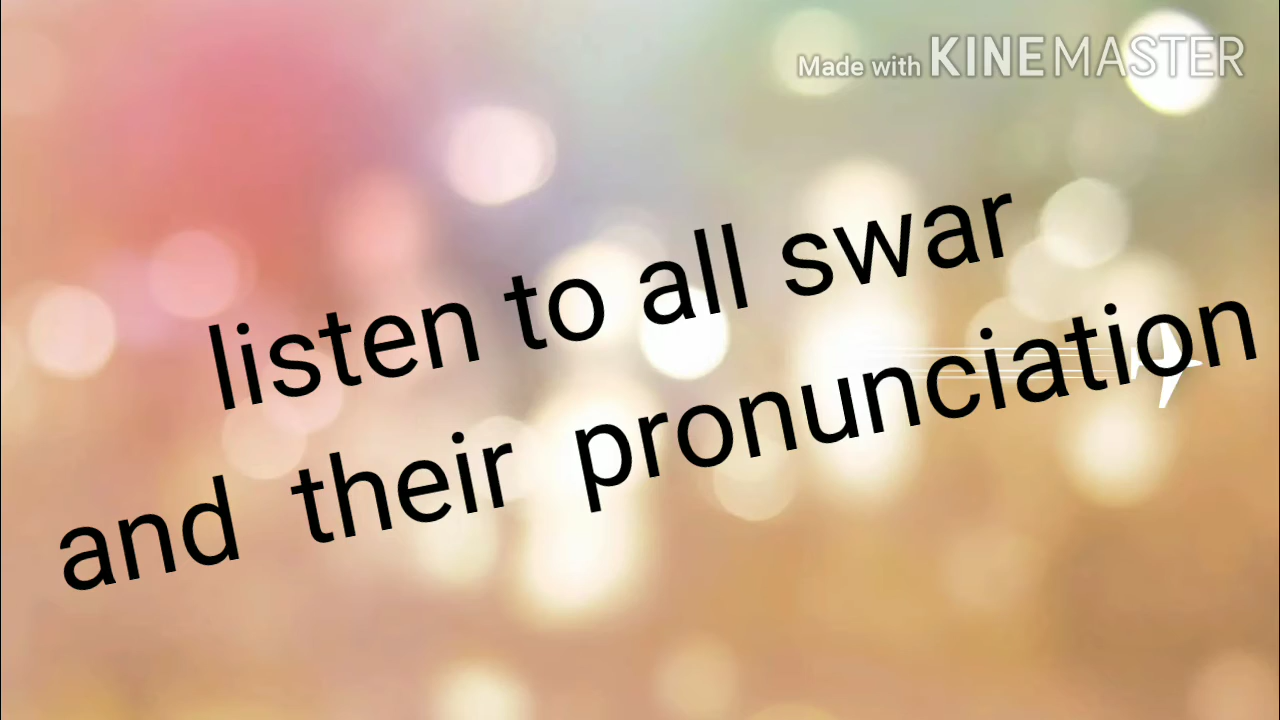 Made with KINEMASTER
listen to all swar
and their pronunciation